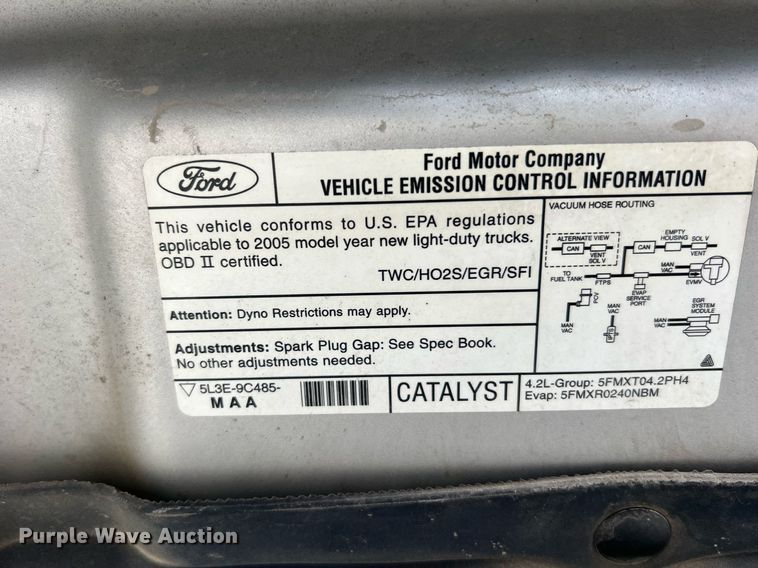 Ford
Ford Motor Company
VEHICLE EMISSION CONTROL INFORMATION
This vehicle conforms to U.S. EPA regulations
applicable to 2005 model year new light-duty trucks.
OBD II certified.
TWC/HO2S/EGR/SFI
Attention: Dyno Restrictions may apply.
Adjustments: Spark Plug Gap: See Spec Book.
No other adjustments needed.
VACUUM HOSE ROUTING
ALTERNATE VIEW
CAN
VENT
SOL V
EMPTY
HOUSING
SOL V
CAN
VENT
MAN
VAC
TO
FUEL TANK
FTPS
EVAP
SERVICE
PORT
EVMV
PCV
MAN
VAC
MAN
VAC
MAN
VAC
EGR
SYSTEM
MODULE
5L3E-9C485-
MAA
CATALYST
4.2L-Group: 5FMXT04.2PH4
Evap: 5FMXR0240NBM
Purple Wave Auction